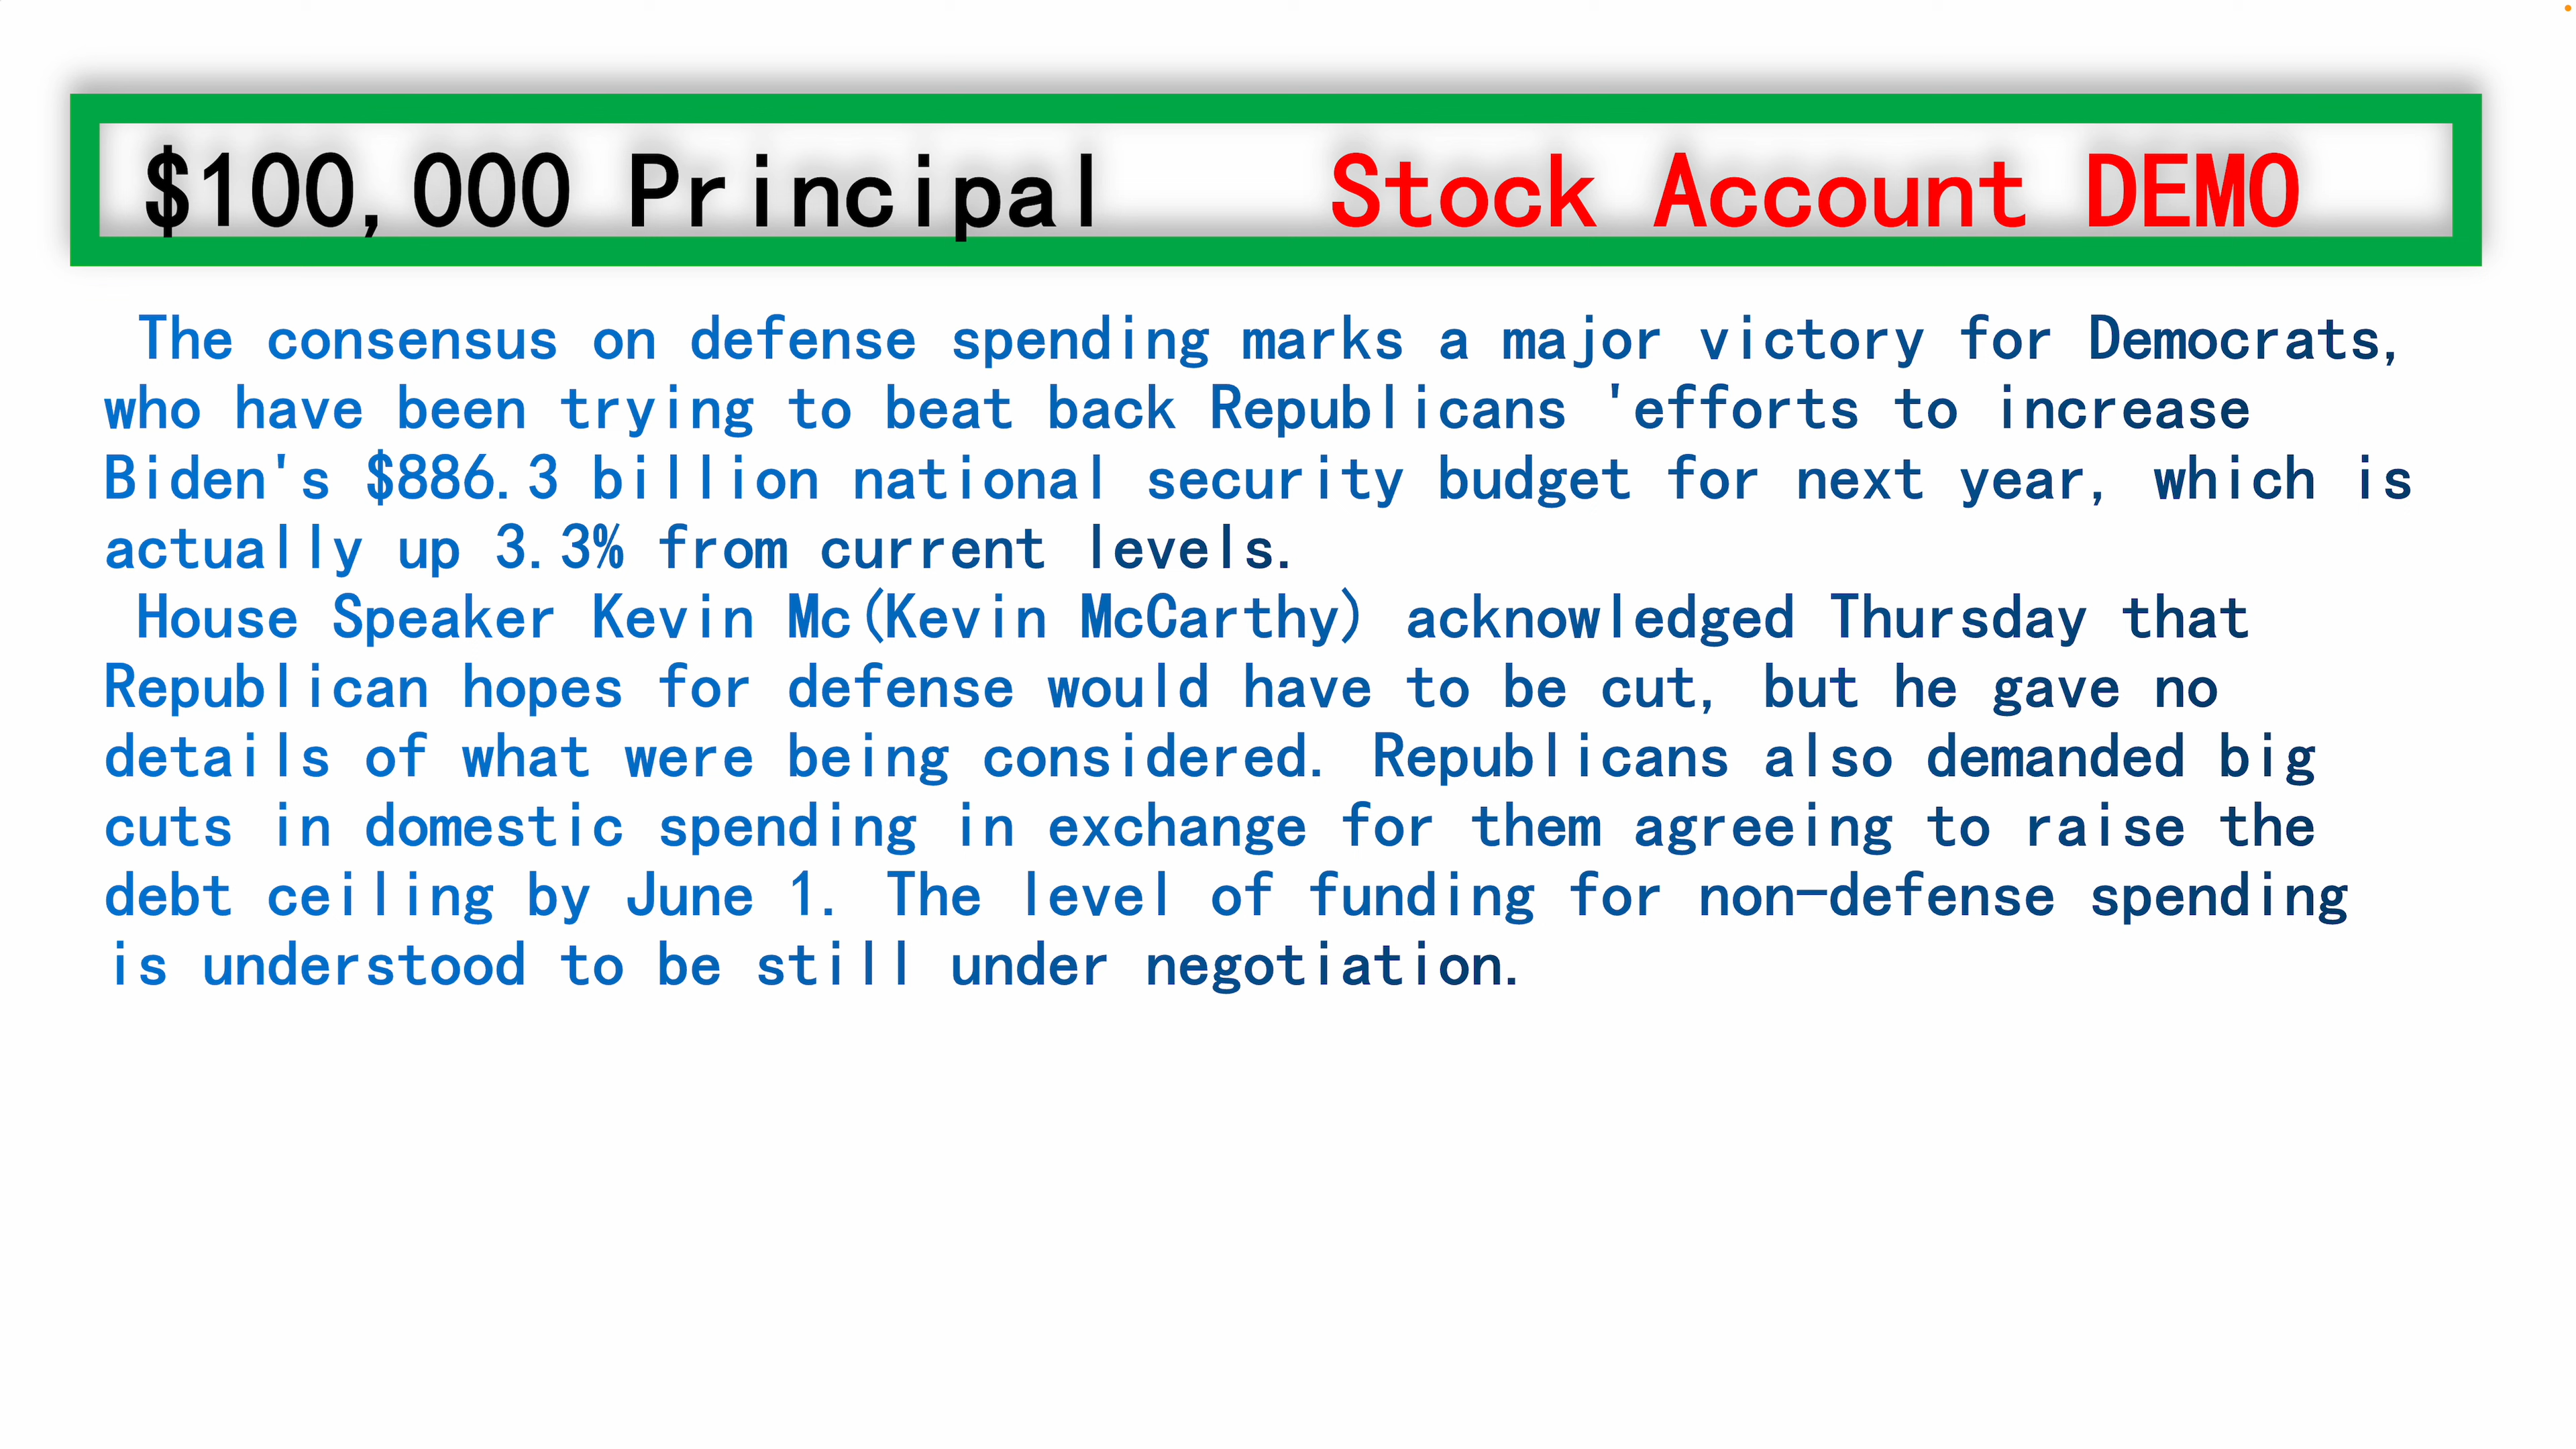 $100,000 Principal Stock Account DEMO
The consensus on defense spending marks a major victory for Democrats,
who have been trying to beat back Republicans 'efforts to increase
Biden's $886.3 billion national security budget for next year, which is
actually up 3.3% from current levels.
House Speaker Kevin Mc(Kevin McCarthy) acknowledged Thursday that
Republican hopes for defense would have to be cut, but he gave no
details of what were being considered. Republicans also demanded big
cuts in domestic spending in exchange for them agreeing to raise the
debt ceiling by June 1. The level of funding for non-defense spending
is understood to be still under negotiation.